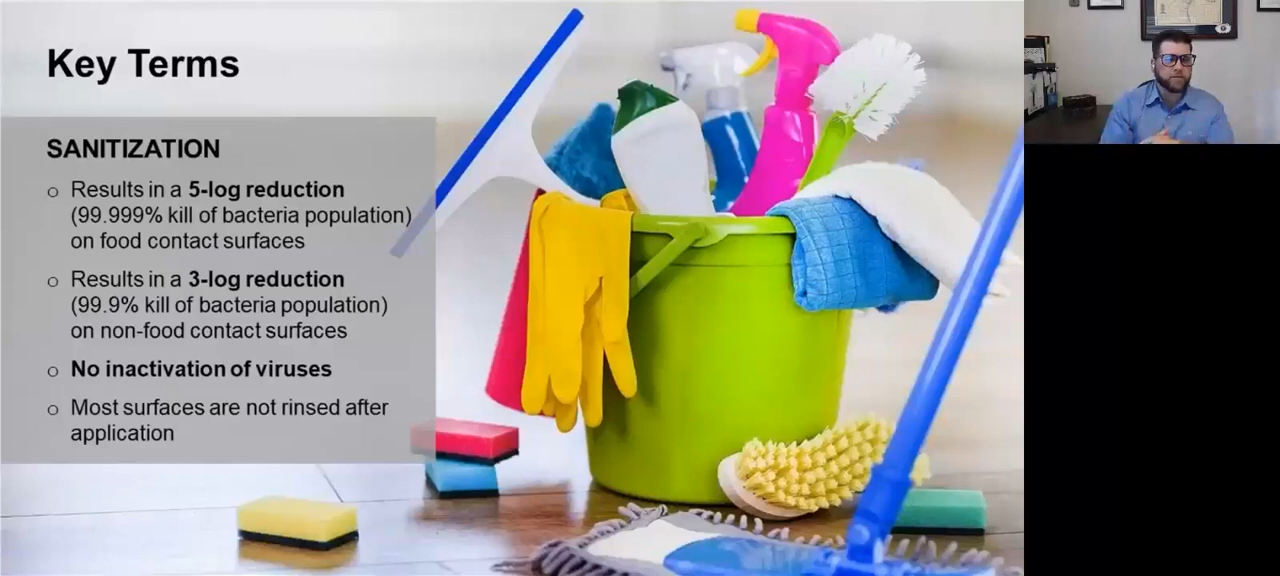 Key Terms
SANITIZATION
o Results in a 5-log reduction
(99.999% kill of bacteria population)
on food contact surfaces
o Results in a 3-log reduction
(99.9% kill of bacteria population)
on non-food contact surfaces
o No inactivation of viruses
o Most surfaces are not rinsed after
application